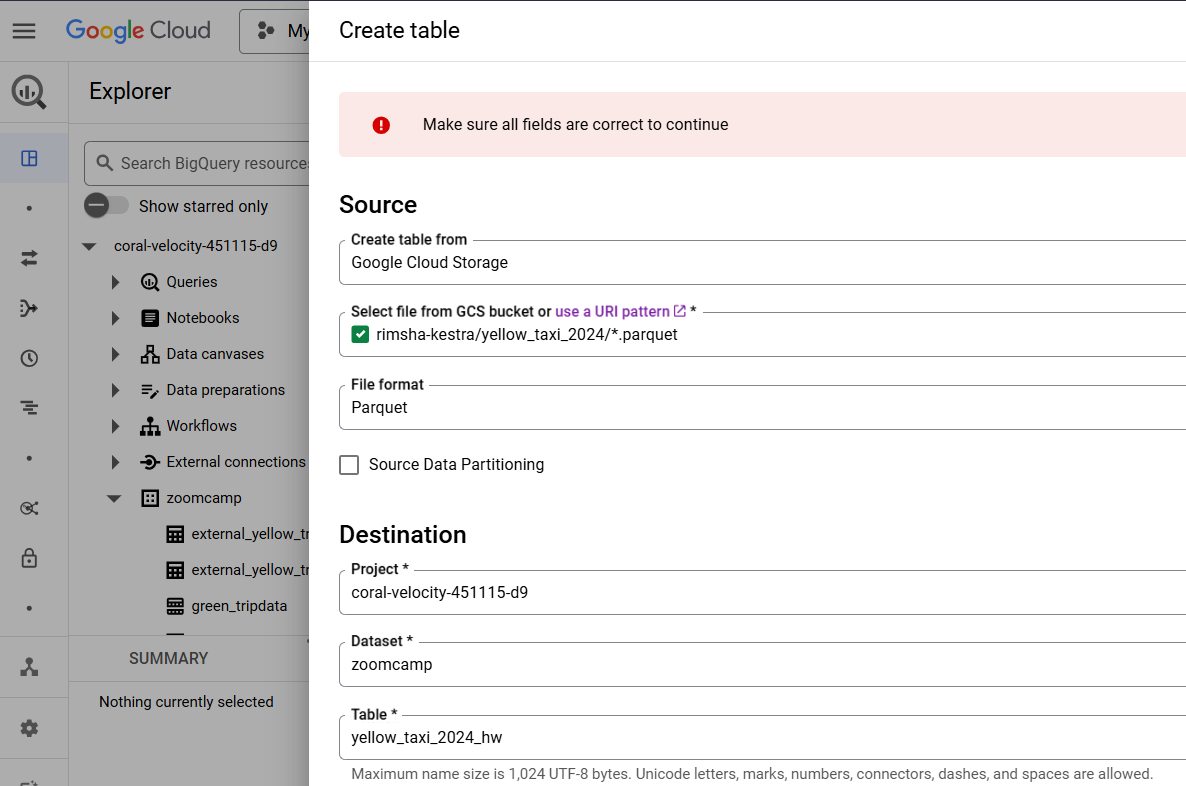 Google Cloud
My
Create table
Explorer
Make sure all fields are correct to continue
Search BigQuery resources
Show starred only
coral-velocity-451115-d9
Queries
Notebooks
Data canvases
Data preparations
Workflows
External connections
zoomcamp
external_yellow_tr
external_yellow_tr
green_tripdata
SUMMARY
Nothing currently selected
Source
Create table from
Google Cloud Storage
Select file from GCS bucket or use a URI pattern *
rimsha-kestra/yellow_taxi_2024/*.parquet
File format
Parquet
Source Data Partitioning
Destination
Project *
coral-velocity-451115-d9
Dataset *
zoomcamp
Table *
yellow_taxi_2024_hw
Maximum name size is 1,024 UTF-8 bytes. Unicode letters, marks, numbers, connectors, dashes, and spaces are allowed.